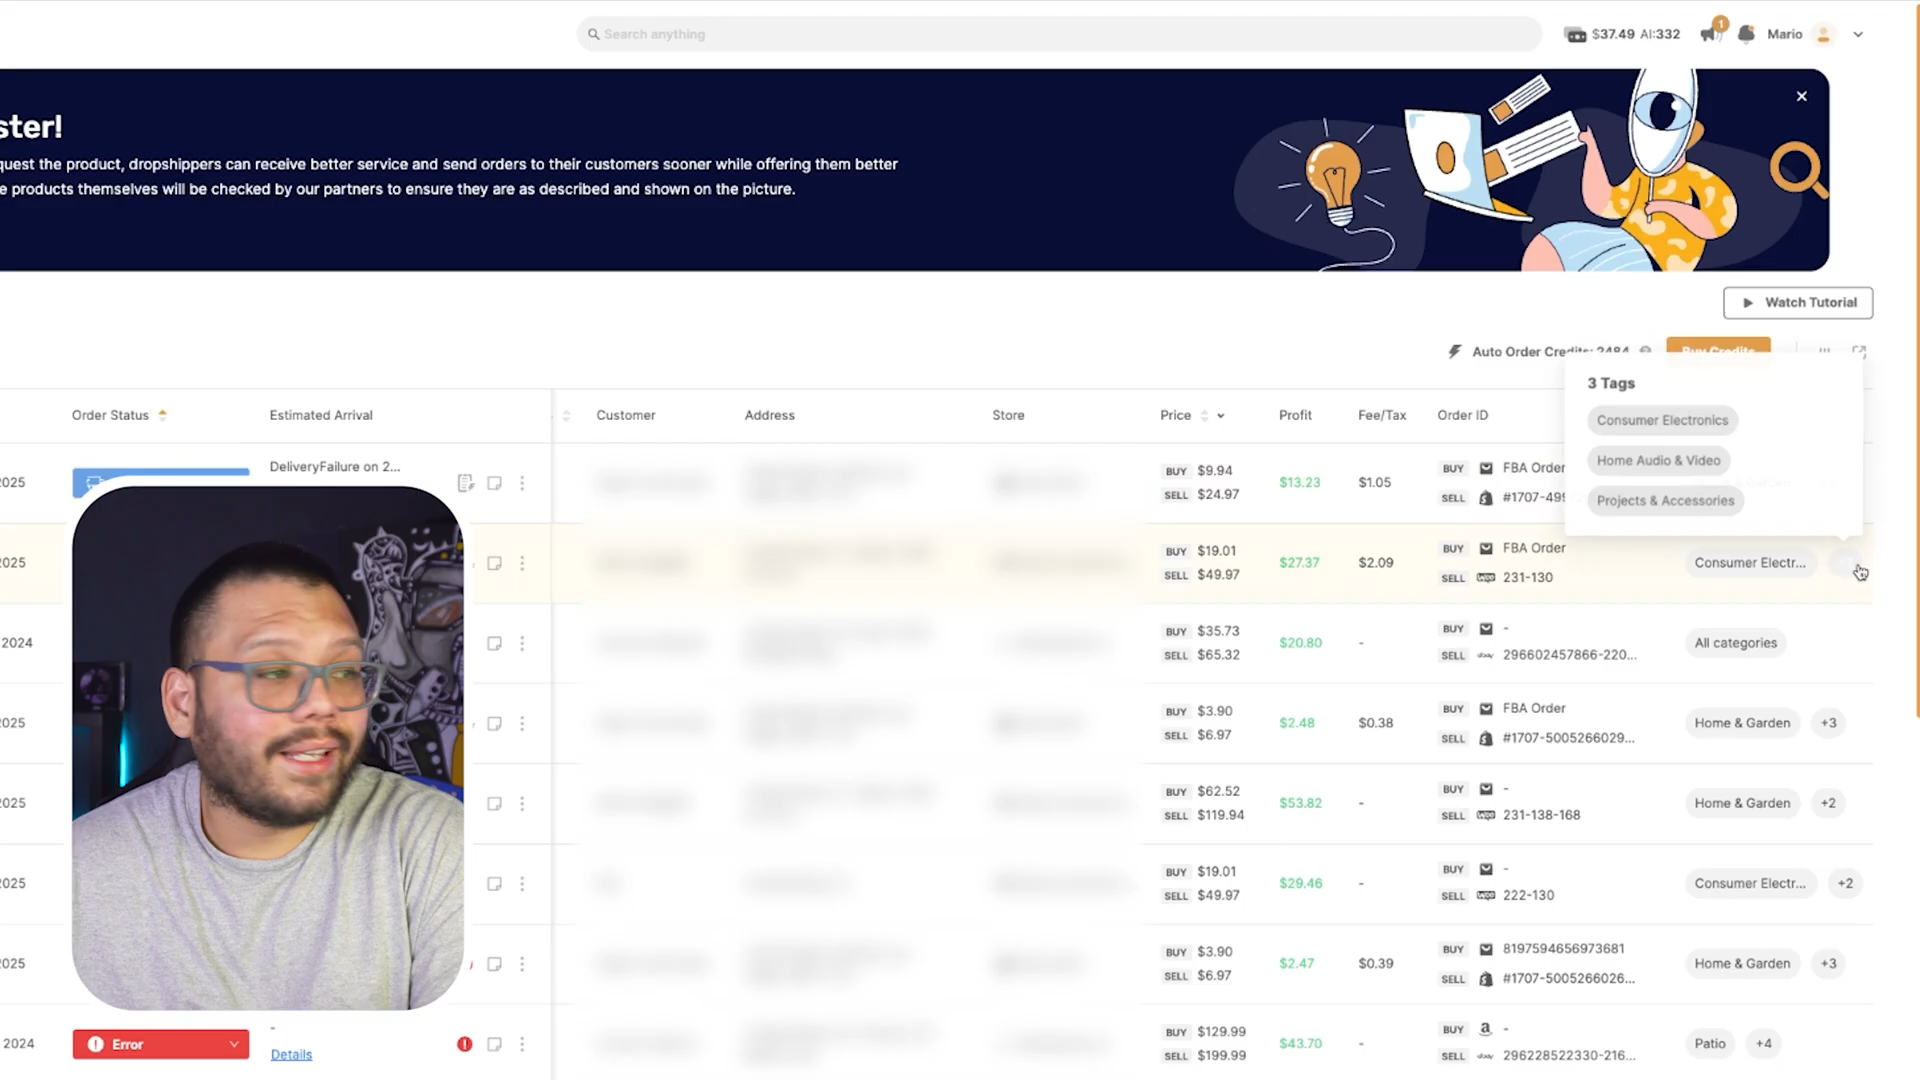 Search anything
$37.49 AI:332
1
Mario
ster!
quest the product, dropshippers can receive better service and send orders to their customers sooner while offering them better
e products themselves will be checked by our partners to ensure they are as described and shown on the picture.
Watch Tutorial
Auto Order Credits: 2484
Buy Credits
3 Tags
Consumer Electronics
Home Audio & Video
Projects & Accessories
Order Status
Estimated Arrival
Customer
Address
Store
Price
Profit
Fee/Tax
Order ID
2025
DeliveryFailure on 2...
BUY $9.94
SELL $24.97
$13.23
$1.05
BUY FBA Order
SELL #1707-499
2025
BUY $19.01
SELL $49.97
$27.37
$2.09
BUY FBA Order
SELL woo 231-130
Consumer Electr...
2024
BUY $35.73
SELL $65.32
$20.80
-
BUY -
SELL ebay 296602457866-220...
All categories
2025
BUY $3.90
SELL $6.97
$2.48
$0.38
BUY FBA Order
SELL #1707-5005266029...
Home & Garden
+3
2025
BUY $62.52
SELL $119.94
$53.82
-
BUY -
SELL woo 231-138-168
Home & Garden
+2
2025
BUY $19.01
SELL $49.97
$29.46
-
BUY -
SELL woo 222-130
Consumer Electr...
+2
2025
BUY $3.90
SELL $6.97
$2.47
$0.39
BUY 8197594656973681
SELL #1707-5005266026...
Home & Garden
+3
2024
Error
-
Details
BUY $129.99
SELL $199.99
$43.70
-
BUY a -
SELL ebay 296228522330-216...
Patio
+4